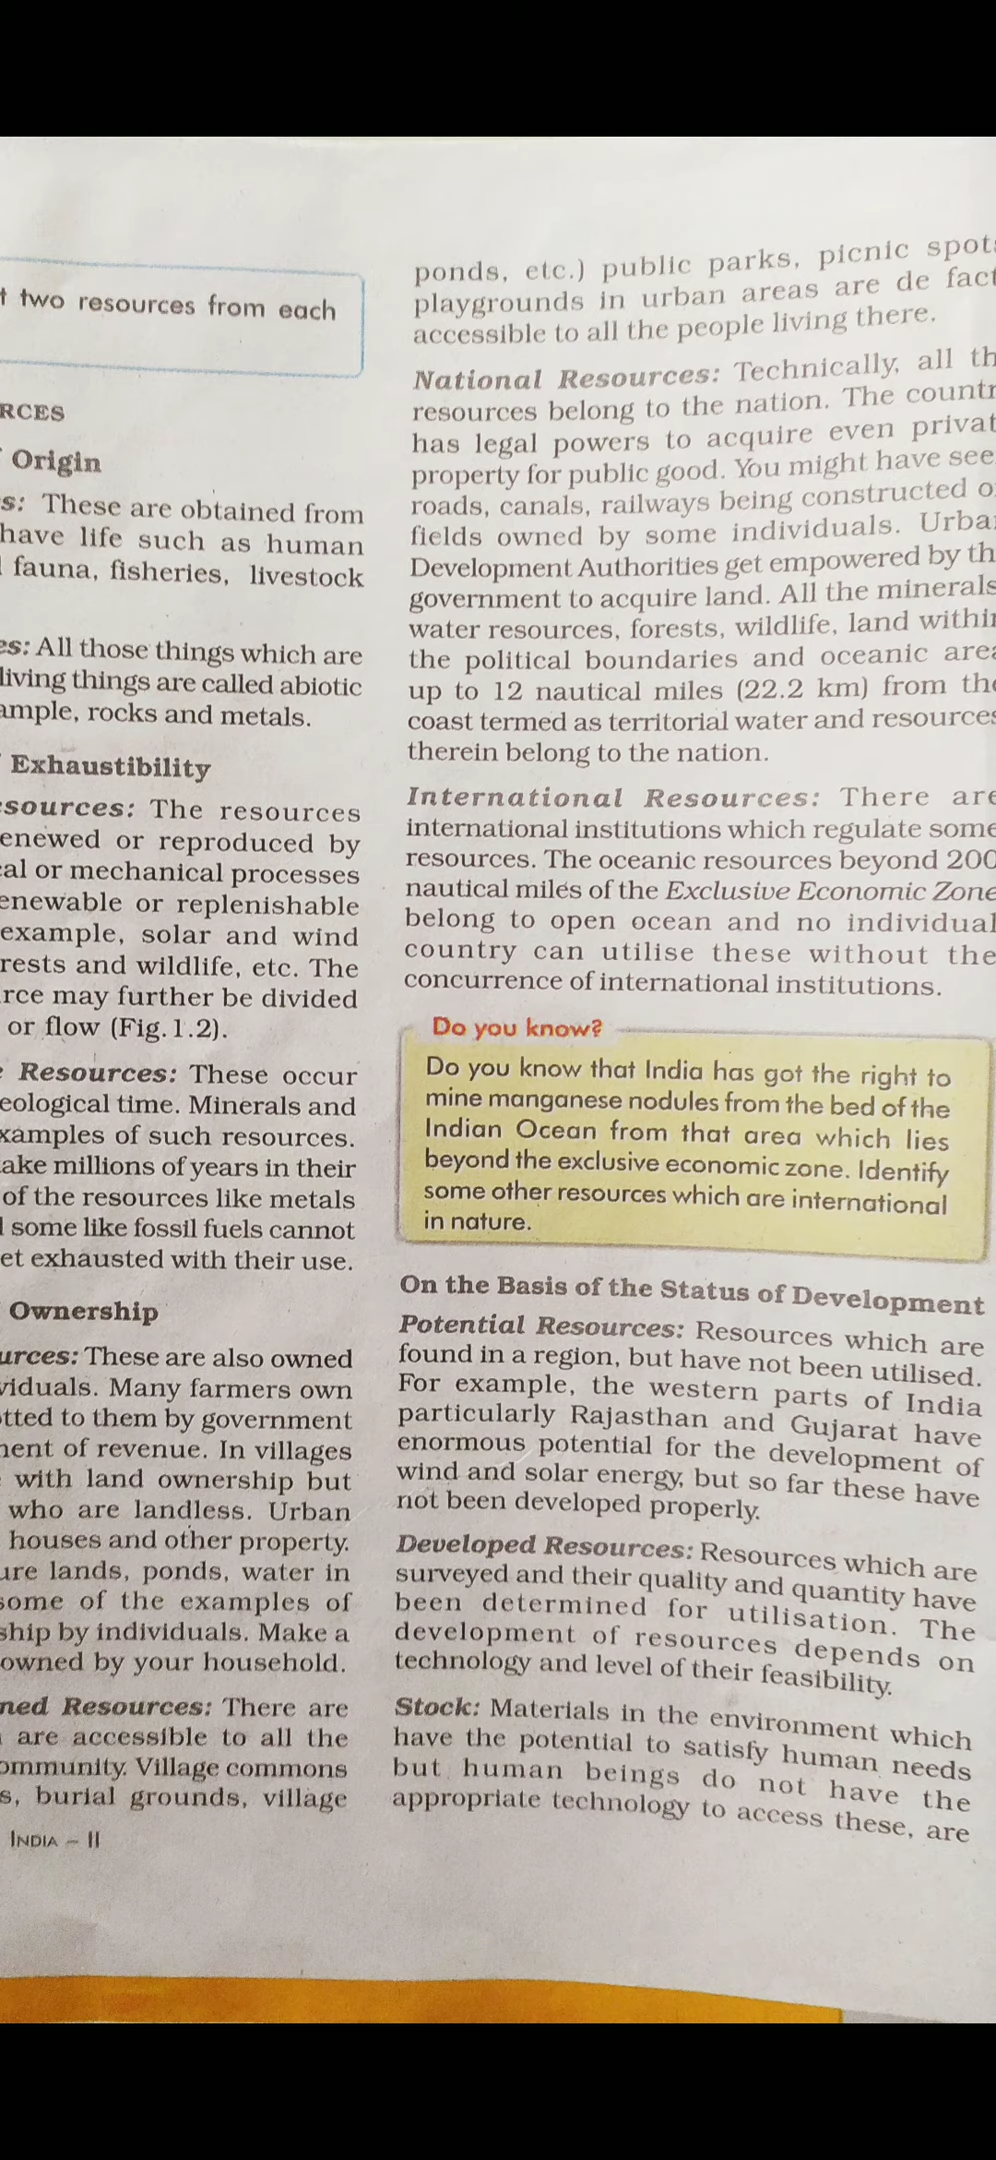 two resources from each
RCES
Origin
s: These are obtained from
have life such as human
fauna, fisheries, livestock
es: All those things which are
living things are called abiotic
ample, rocks and metals.
Exhaustibility
sources: The resources
enewed or reproduced by
al or mechanical processes
enewable or replenishable
example, solar and wind
rests and wildlife, etc. The
rce may further be divided
or flow (Fig.1.2).
Resources: These occur
eological time. Minerals and
xamples of such resources.
ake millions of years in their
of the resources like metals
some like fossil fuels cannot
et exhausted with their use.
Ownership
urces: These are also owned
viduals. Many farmers own
otted to them by government
ment of revenue. In villages
with land ownership but
who are landless. Urban
houses and other property.
ure lands, ponds, water in
some of the examples of
ship by individuals. Make a
owned by your household.
ned Resources: There are
are accessible to all the
ommunity. Village commons
s, burial grounds, village
INDIA – II
ponds, etc.) public parks, picnic spots
playgrounds in urban areas are de fact
accessible to all the people living there.
National Resources: Technically, all th
resources belong to the nation. The countr
has legal powers to acquire even privat
property for public good. You might have see
roads, canals, railways being constructed o
fields owned by some individuals. Urba
Development Authorities get empowered by th
government to acquire land. All the minerals
water resources, forests, wildlife, land within
the political boundaries and oceanic area
up to 12 nautical miles (22.2 km) from the
coast termed as territorial water and resources
therein belong to the nation.
International Resources: There are
international institutions which regulate some
resources. The oceanic resources beyond 200
nautical miles of the Exclusive Economic Zone
belong to open ocean and no individual
country can utilise these without the
concurrence of international institutions.
Do you know?
Do you know that India has got the right to
mine manganese nodules from the bed of the
Indian Ocean from that area which lies
beyond the exclusive economic zone. Identify
some other resources which are international
in nature.
On the Basis of the Status of Development
Potential Resources: Resources which are
found in a region, but have not been utilised.
For example, the western parts of India
particularly Rajasthan and Gujarat have
enormous potential for the development of
wind and solar energy, but so far these have
not been developed properly.
Developed Resources: Resources which are
surveyed and their quality and quantity have
been determined for utilisation. The
development of resources depends on
technology and level of their feasibility.
Stock: Materials in the environment which
have the potential to satisfy human needs
but human beings do not have the
appropriate technology to access these, are